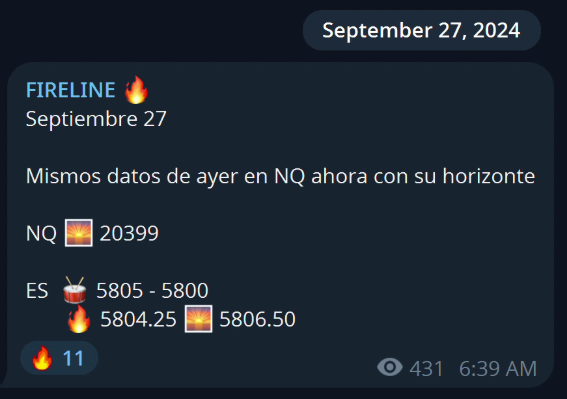 September 27, 2024
FIRELINE 🔥
Septiembre 27
Mismos datos de ayer en NQ ahora con su horizonte
NQ 🌅 20399
ES 🥁 5805 - 5800
🔥 5804.25 🌅 5806.50
🔥 11
431 6:39 AM